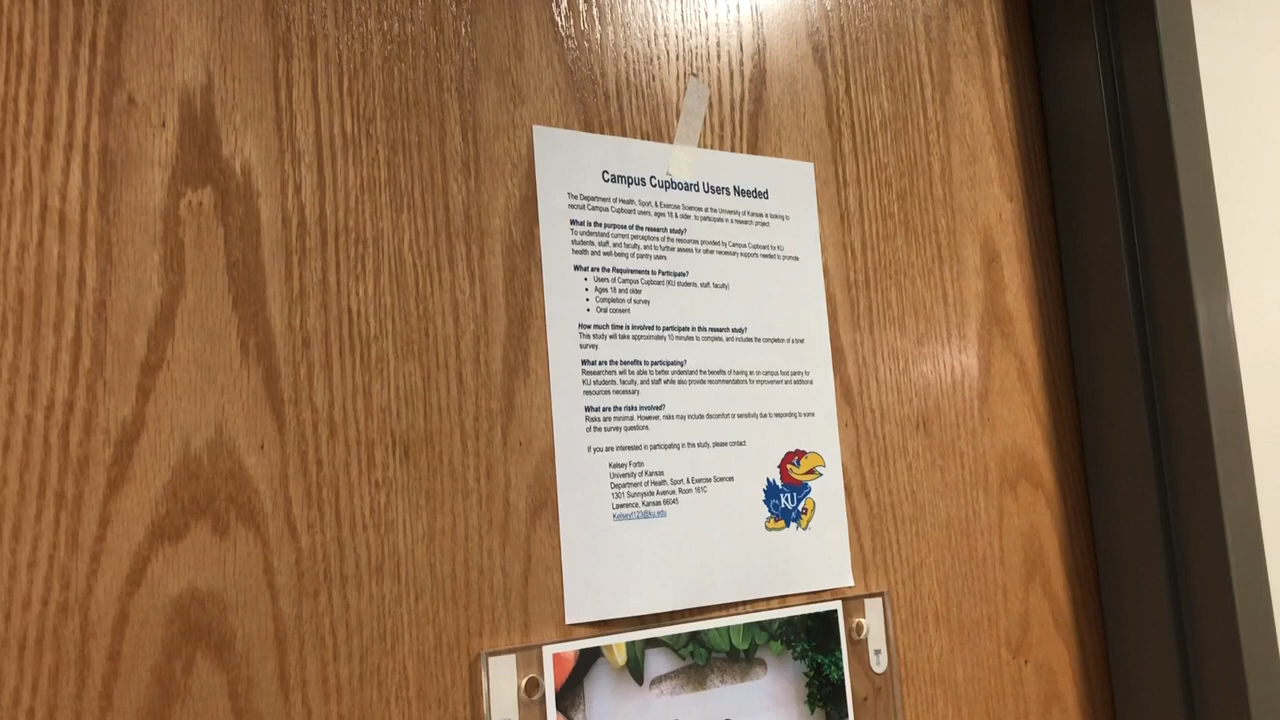 Campus Cupboard Users Needed
The Department of Health, Sport, & Exercise Sciences at the University of Kansas is looking to
recruit Campus Cupboard users, ages 18 & older, to participate in a research project.
What is the purpose of the research study?
To understand current perceptions of the resources provided by Campus Cupboard for KU
students, staff, and faculty, and to further assess for other necessary supports needed to promote
health and well-being of pantry users
What are the Requirements to Participate?
• Users of Campus Cupboard (KU students, staff, faculty)
• Ages 18 and older
• Completion of survey
• Oral consent
How much time is involved to participate in this research study?
This study will take approximately 10 minutes to complete, and includes the completion of a brief
survey.
What are the benefits to participating?
Researchers will be able to better understand the benefits of having an on-campus food pantry for
KU students, faculty, and staff while also provide recommendations for improvement and additional
resources necessary.
What are the risks involved?
Risks are minimal. However, risks may include discomfort or sensitivity due to responding to some
of the survey questions.
If you are interested in participating in this study, please contact:
Kelsey Fortin
University of Kansas
Department of Health, Sport, & Exercise Sciences
1301 Sunnyside Avenue, Room 161C
Lawrence, Kansas 66045
Kelseyf123@ku.edu
KU